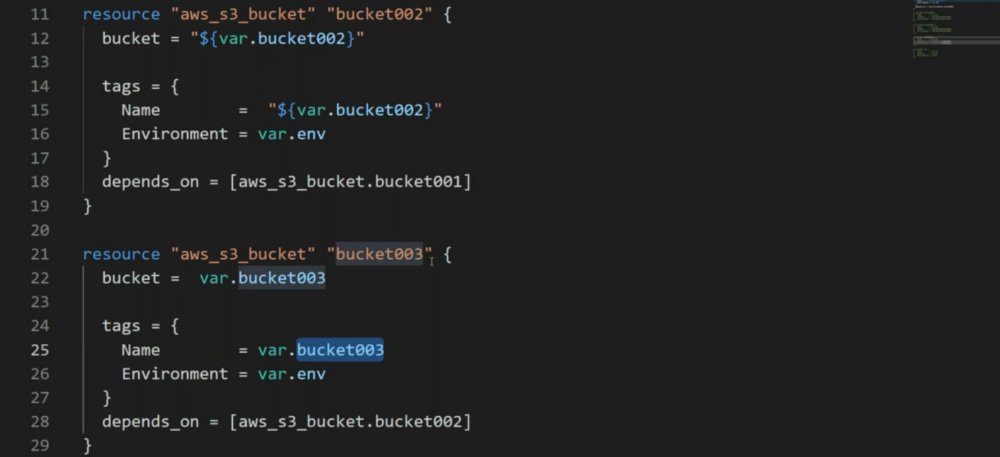 11 resource "aws_s3_bucket" "bucket002" {
12 bucket = "${var.bucket002}"
13
14 tags = {
15 Name = "${var.bucket002}"
16 Environment = var.env
17 }
18 depends_on = [aws_s3_bucket.bucket001]
19 }
20
21 resource "aws_s3_bucket" "bucket003" {
22 bucket = var.bucket003
23
24 tags = {
25 Name = var.bucket003
26 Environment = var.env
27 }
28 depends_on = [aws_s3_bucket.bucket002]
29 }